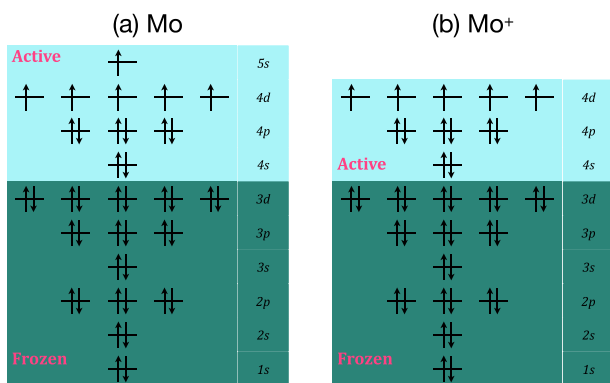 (a) Mo
(b) Mo⁺
Active
5s
4d
4p
4s
3d
3p
3s
2p
2s
Frozen
1s
4d
4p
Active
4s
3d
3p
3s
2p
2s
Frozen
1s